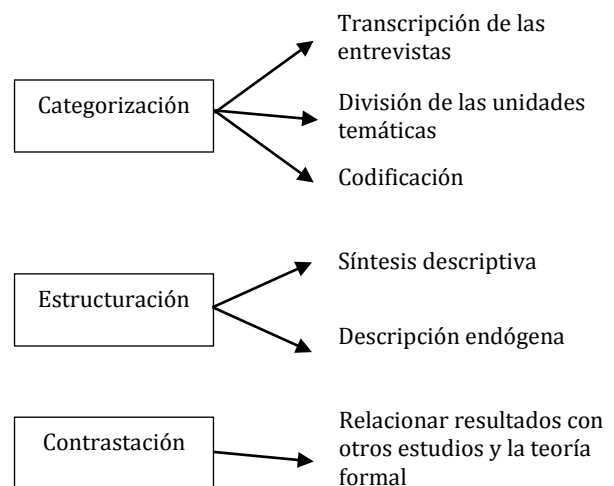 Categorización
Transcripción de las
entrevistas
División de las unidades
temáticas
Codificación
Estructuración
Síntesis descriptiva
Descripción endógena
Contrastación
Relacionar resultados con
otros estudios y la teoría
formal